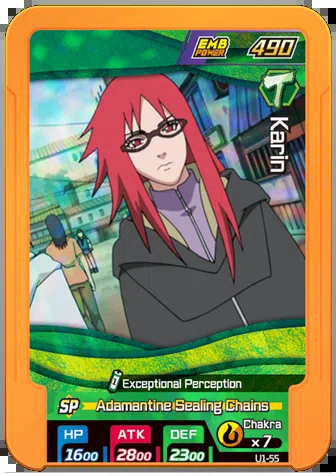 EMB POWER 490
T
Karin
Exceptional Perception
SP Adamantine Sealing Chains
HP 1600
ATK 2800
DEF 2300
Chakra x 7
U1-55